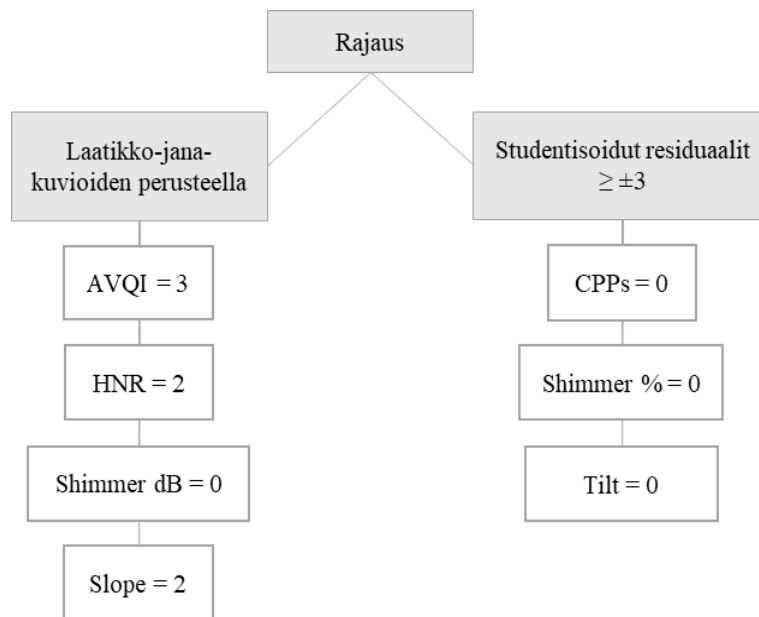 Rajaus
Laatikko-jana-
kuvioiden perusteella
AVQI = 3
HNR = 2
Shimmer dB = 0
Slope = 2
Studentisoidut residuaalit
≥ ±3
CPPs = 0
Shimmer % = 0
Tilt = 0